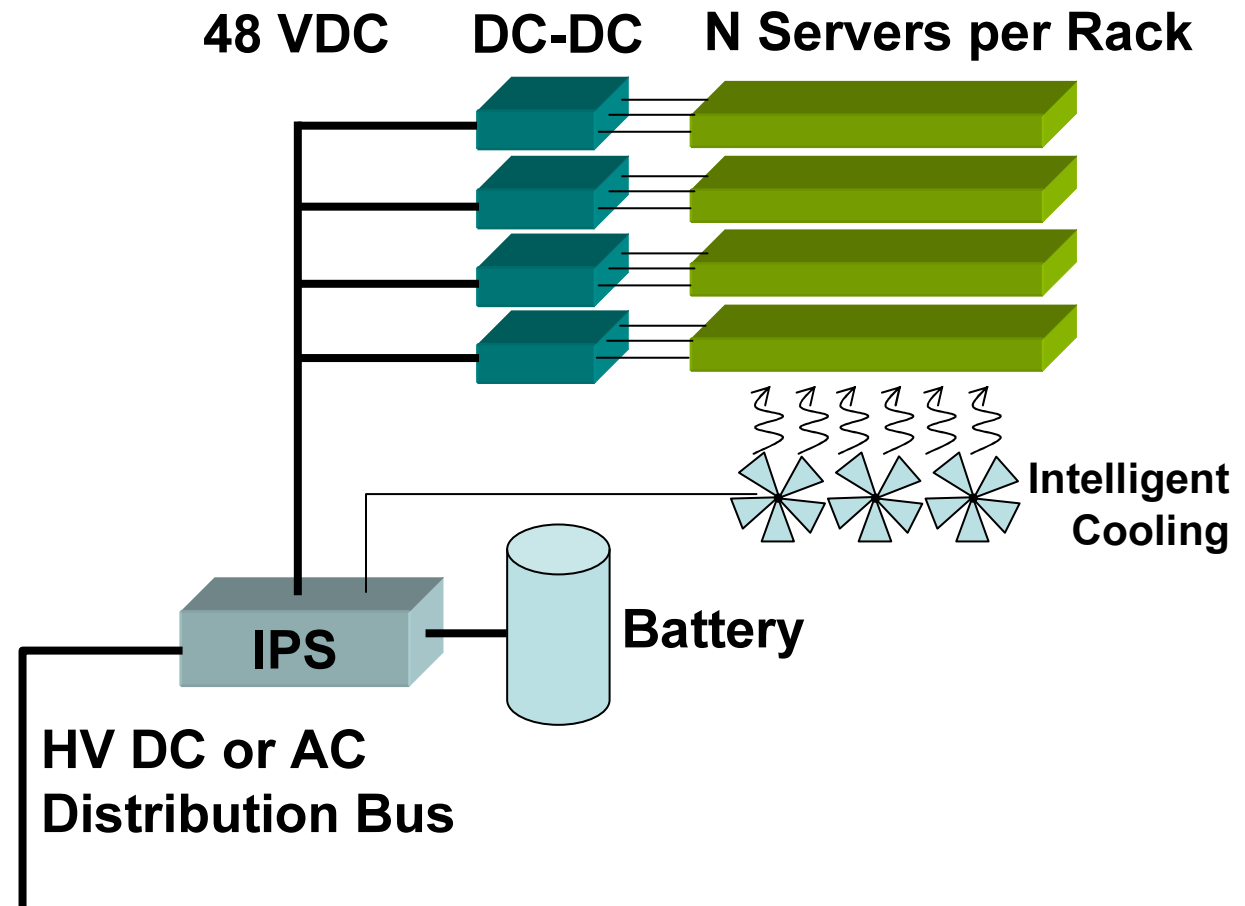 48 VDC
DC-DC
N Servers per Rack
Intelligent
Cooling
Battery
IPS
HV DC or AC
Distribution Bus